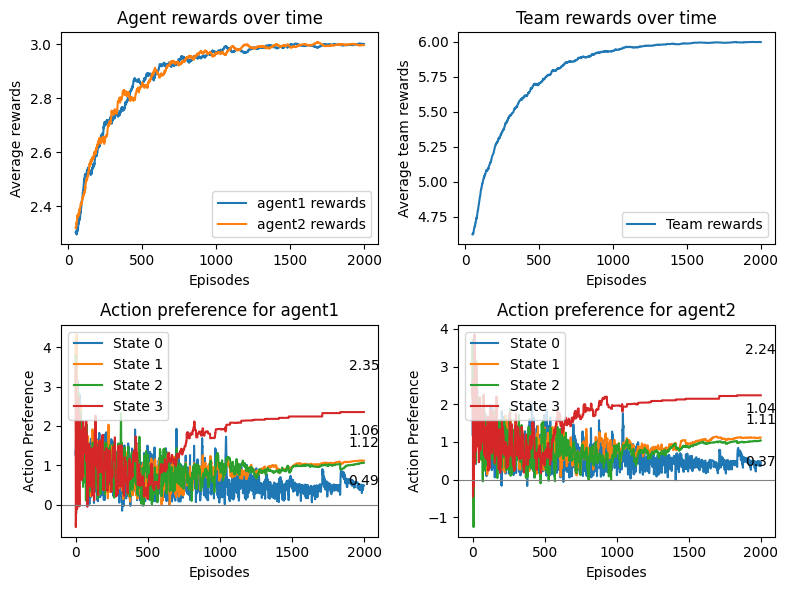 Agent rewards over time
Average rewards
3.0
2.8
2.6
2.4
agent1 rewards
agent2 rewards
0 500 1000 1500 2000
Episodes
Team rewards over time
Average team rewards
6.00
5.75
5.50
5.25
5.00
4.75
Team rewards
0 500 1000 1500 2000
Episodes
Action preference for agent1
Action Preference
4
3
2
1
0
State 0
State 1
State 2
State 3
2.35
1.06
1.12
0.49
0 500 1000 1500 2000
Episodes
Action preference for agent2
Action Preference
4
3
2
1
0
−1
State 0
State 1
State 2
State 3
2.24
1.04
1.11
0.37
0 500 1000 1500 2000
Episodes